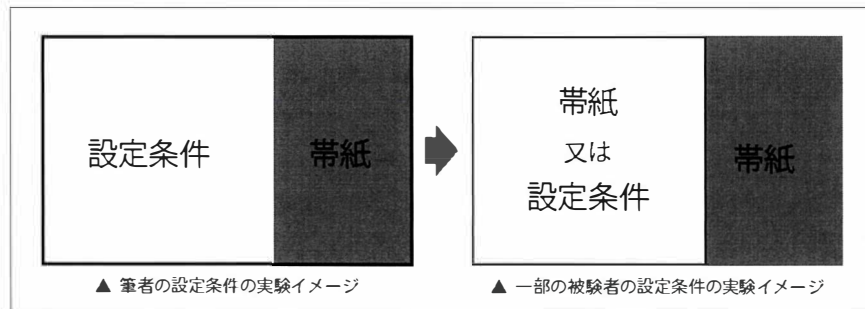 設定条件
帯紙
帯紙
又は
設定条件
帯紙
▲ 筆者の設定条件の実験イメージ
▲ 一部の被験者の設定条件の実験イメージ